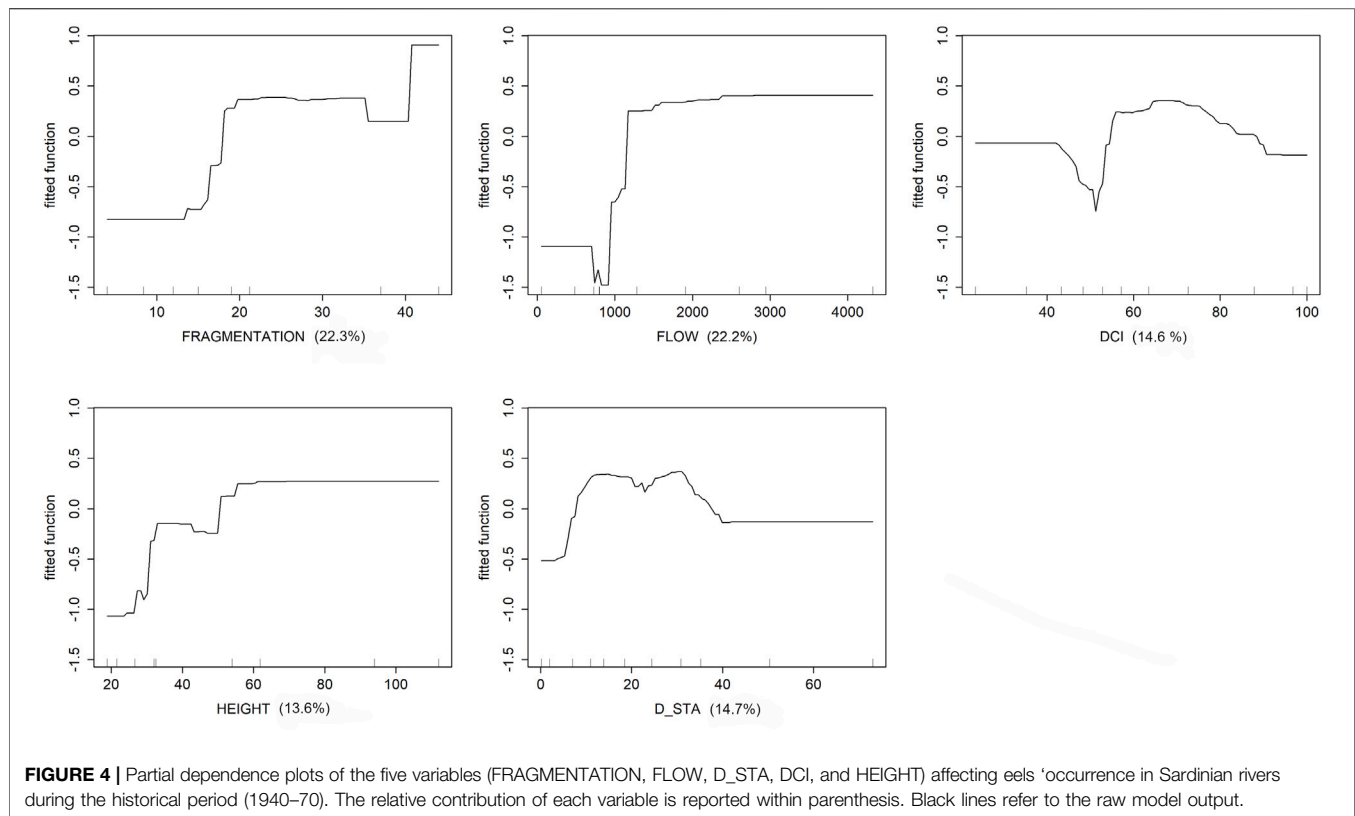 1.0
0.5
0.0
-0.5
-1.0
-1.5
fitted function
10 20 30 40
FRAGMENTATION (22.3%)
1.0
0.5
0.0
-0.5
-1.0
-1.5
fitted function
0 1000 2000 3000 4000
FLOW (22.2%)
1.0
0.5
0.0
-0.5
-1.0
-1.5
fitted function
40 60 80 100
DCI (14.6 %)
1.0
0.5
0.0
-0.5
-1.0
-1.5
fitted function
20 40 60 80 100
HEIGHT (13.6%)
1.0
0.5
0.0
-0.5
-1.0
-1.5
fitted function
0 20 40 60
D_STA (14.7%)
FIGURE 4 | Partial dependence plots of the five variables (FRAGMENTATION, FLOW, D_STA, DCI, and HEIGHT) affecting eels ‘occurrence in Sardinian rivers
during the historical period (1940–70). The relative contribution of each variable is reported within parenthesis. Black lines refer to the raw model output.